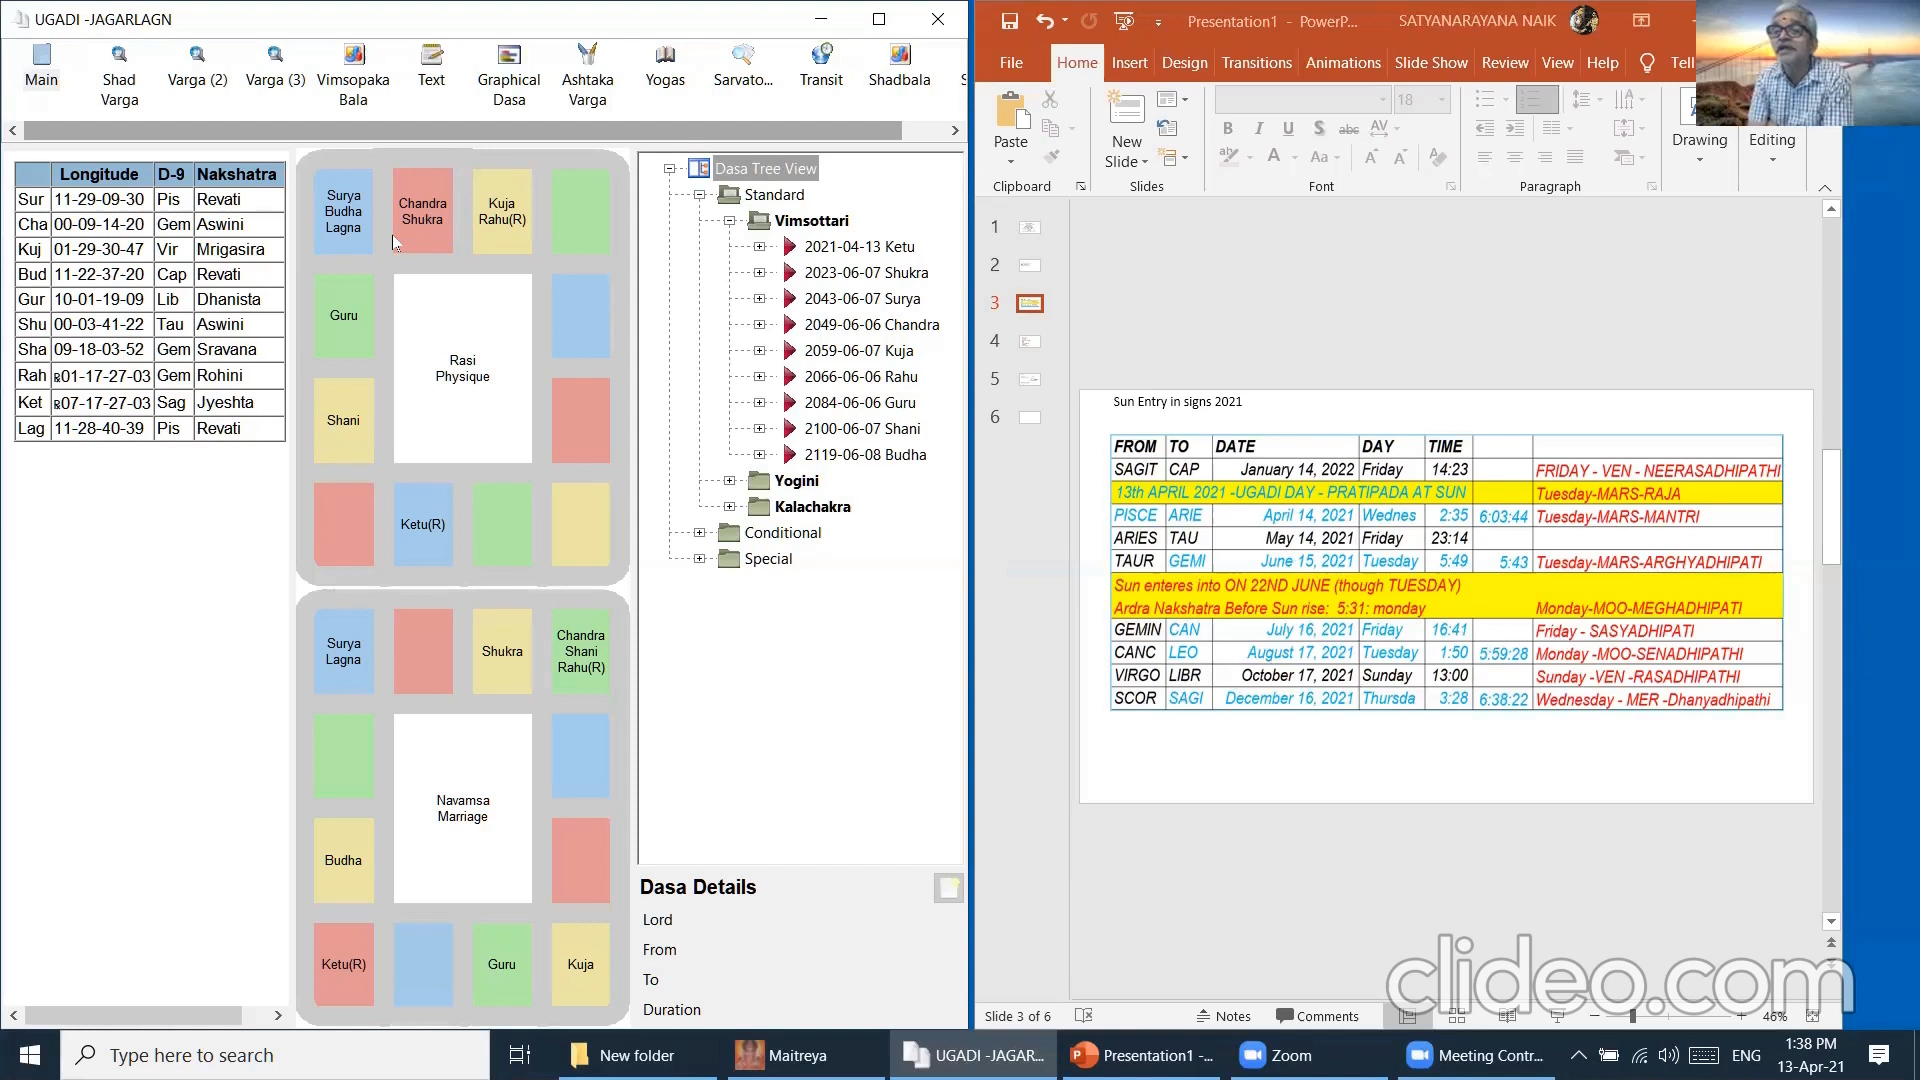 UGADI -JAGARLAGN
Main
Shad Varga
Varga (2)
Varga (3)
Vimsopaka Bala
Text
Graphical Dasa
Ashtaka Varga
Yogas
Sarvato...
Transit
Shadbala
Longitude D-9 Nakshatra
Sur 11-29-09-30 Pis Revati
Cha 00-09-14-20 Gem Aswini
Kuj 01-29-30-47 Vir Mrigasira
Bud 11-22-37-20 Cap Revati
Gur 10-01-19-09 Lib Dhanista
Shu 00-03-41-22 Tau Aswini
Sha 09-18-03-52 Gem Sravana
Rah ℞01-17-27-03 Gem Rohini
Ket ℞07-17-27-03 Sag Jyeshta
Lag 11-28-40-39 Pis Revati
Surya
Budha
Lagna
Chandra
Shukra
Kuja
Rahu(R)
Guru
Rasi
Physique
Shani
Ketu(R)
Surya
Lagna
Shukra
Chandra
Shani
Rahu(R)
Navamsa
Marriage
Budha
Ketu(R)
Guru
Kuja
Dasa Tree View
Standard
Vimsottari
2021-04-13 Ketu
2023-06-07 Shukra
2043-06-07 Surya
2049-06-06 Chandra
2059-06-07 Kuja
2066-06-06 Rahu
2084-06-06 Guru
2100-06-07 Shani
2119-06-08 Budha
Yogini
Kalachakra
Conditional
Special
Dasa Details
Lord
From
To
Duration
Presentation1 - PowerP...
SATYANARAYANA NAIK
File Home Insert Design Transitions Animations Slide Show Review View Help Tell
Paste
New Slide
18
B I U S abc AV
A Aa A A
Drawing
Editing
Clipboard Slides Font Paragraph
1
2
3
4
5
6
Sun Entry in signs 2021
FROM TO DATE DAY TIME
SAGIT CAP January 14, 2022 Friday 14:23 FRIDAY - VEN - NEERASADHIPATHI
13th APRIL 2021 -UGADI DAY - PRATIPADA AT SUN Tuesday-MARS-RAJA
PISCE ARIE April 14, 2021 Wednes 2:35 6:03:44 Tuesday-MARS-MANTRI
ARIES TAU May 14, 2021 Friday 23:14
TAUR GEMI June 15, 2021 Tuesday 5:49 5:43 Tuesday-MARS-ARGHYADHIPATI
Sun enteres into ON 22ND JUNE (though TUESDAY)
Ardra Nakshatra Before Sun rise: 5:31: monday Monday-MOO-MEGHADHIPATI
GEMIN CAN July 16, 2021 Friday 16:41 Friday - SASYADHIPATI
CANC LEO August 17, 2021 Tuesday 1:50 5:59:28 Monday -MOO-SENADHIPATHI
VIRGO LIBR October 17, 2021 Sunday 13:00 Sunday -VEN -RASADHIPATHI
SCOR SAGI December 16, 2021 Thursda 3:28 6:38:22 Wednesday - MER -Dhanyadhipathi
clideo.com
Slide 3 of 6
Notes
Comments
46%
Type here to search
New folder
Maitreya
UGADI -JAGAR...
Presentation1 -...
Zoom
Meeting Contr...
ENG
1:38 PM
13-Apr-21